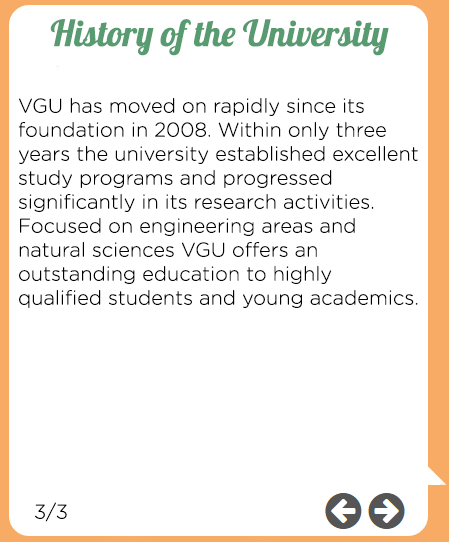 History of the University
VGU has moved on rapidly since its
foundation in 2008. Within only three
years the university established excellent
study programs and progressed
significantly in its research activities.
Focused on engineering areas and
natural sciences VGU offers an
outstanding education to highly
qualified students and young academics.
3/3